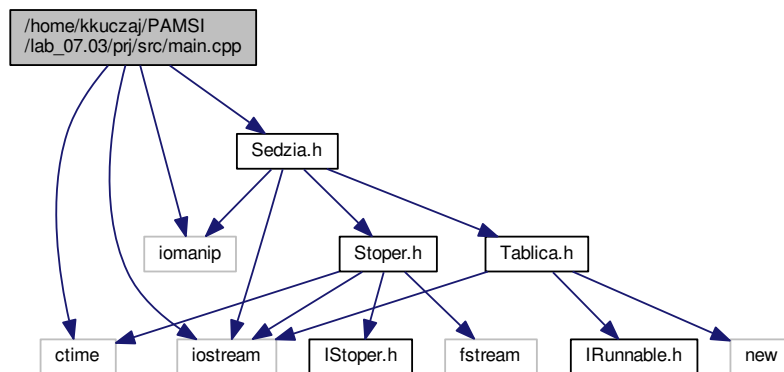 /home/kkuczaj/PAMSI
/lab_07.03/prj/src/main.cpp
Sedzia.h
iomanip
Stoper.h
Tablica.h
ctime
iostream
IStoper.h
fstream
IRunnable.h
new